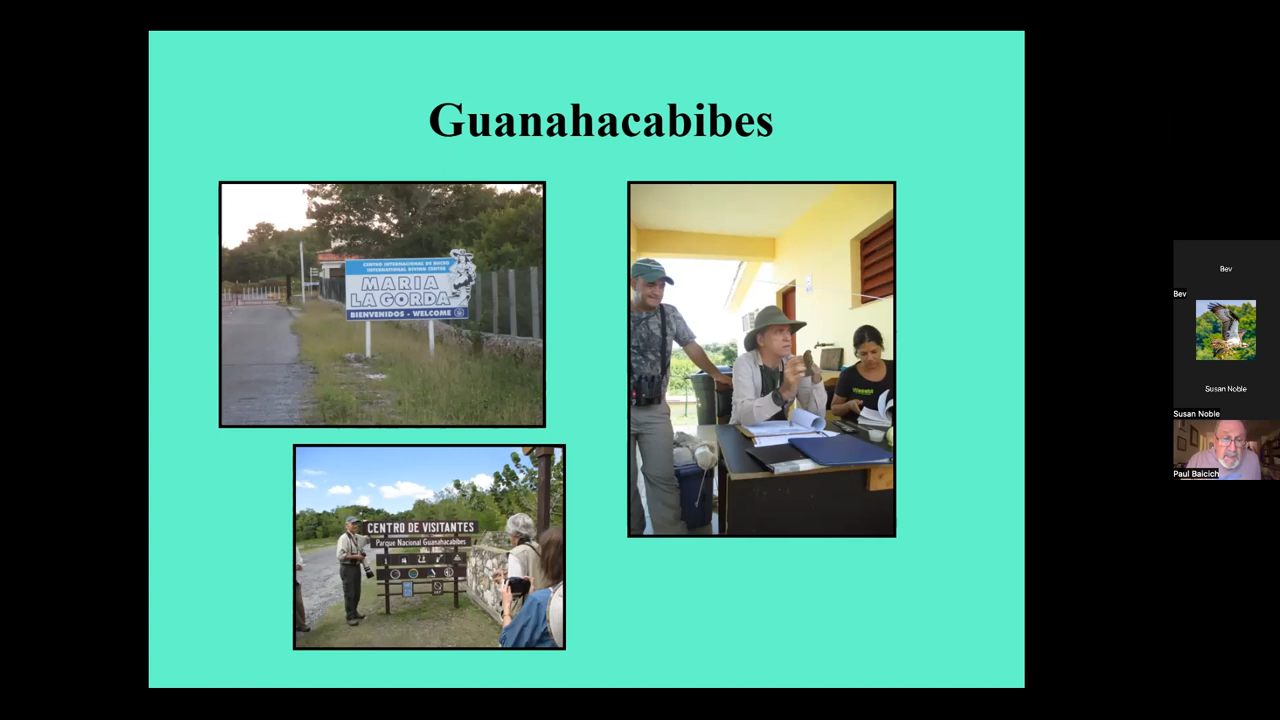 Guanahacabibes
CENTRO INTERNACIONAL DE BUCEO
INTERNATIONAL DIVING CENTER
MARIA
LA GORDA
BIENVENIDOS - WELCOME
CENTRO DE VISITANTES
Parque Nacional Guanahacabibes
Bev
Bev
Susan Noble
Susan Noble
Paul Baicich